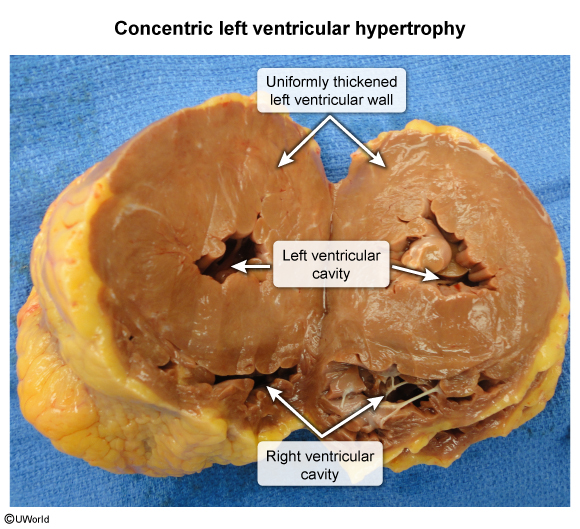 Concentric left ventricular hypertrophy
Uniformly thickened
left ventricular wall
Left ventricular
cavity
Right ventricular
cavity
©UWorld